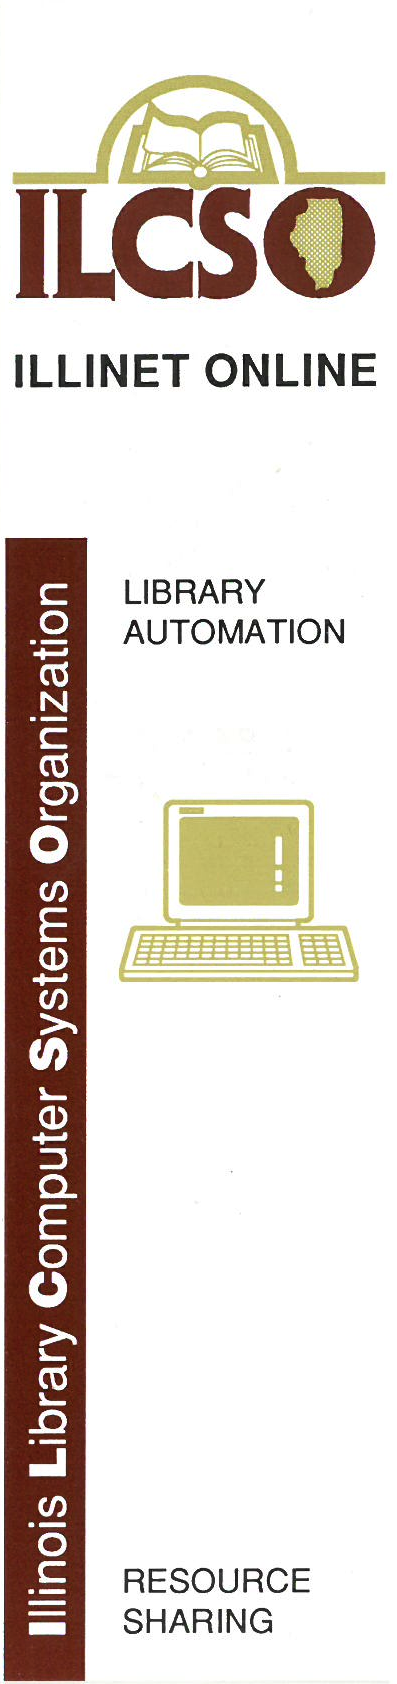 ILCSO
ILLINET ONLINE
LIBRARY
AUTOMATION
Illinois Library Computer Systems Organization
RESOURCE
SHARING